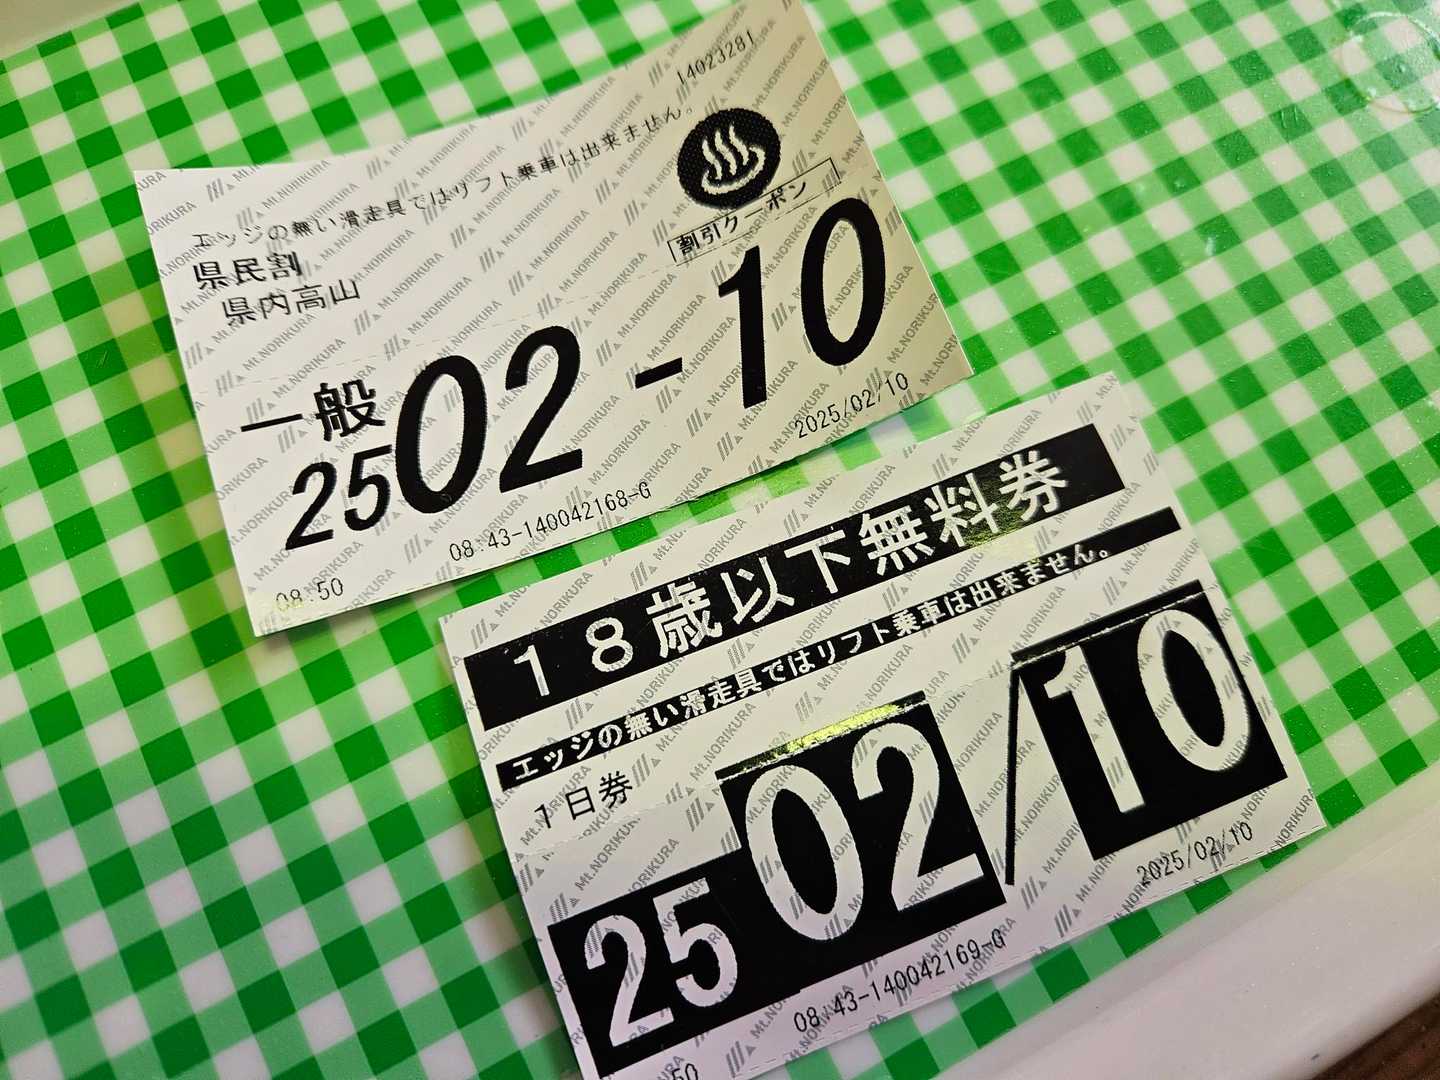 14023281
エッジの無い滑走具ではリフト乗車は出来ません。
県民割
県内高山
割引クーポン
一般
2502-10
2025/02/10
08:43-140042168-G
08:50
18歳以下無料券
エッジの無い滑走具ではリフト乗車は出来ません。
1日券
2502/10
2025/02/10
08:43-140042169-G
50
Mt.NORIKURA